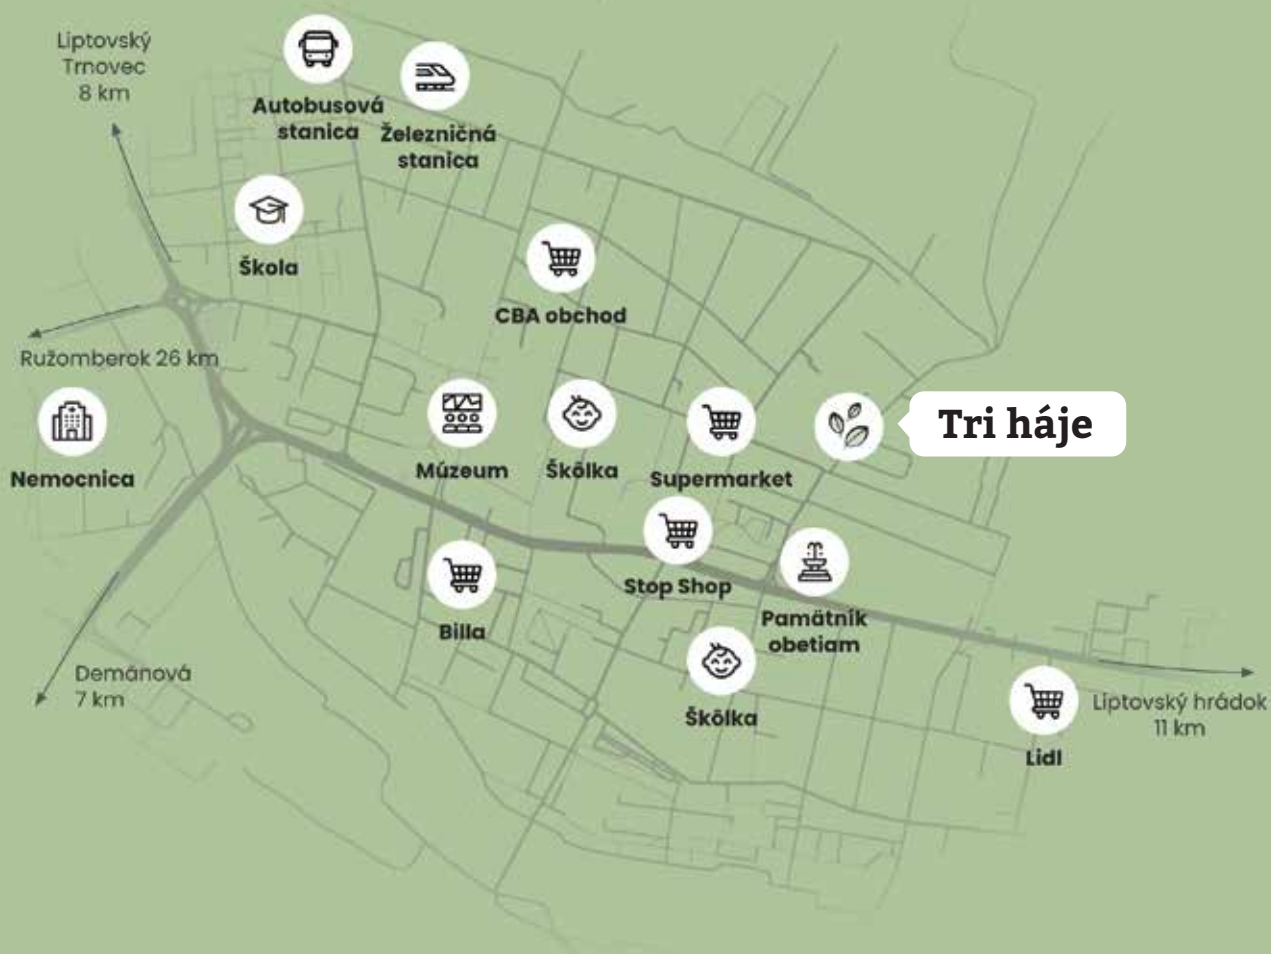 Liptovský
Trnovec
8 km
Autobusová
stanica
Železničná
stanica
Škola
CBA obchod
Ružomberok 26 km
Nemocnica
Múzeum
Škôlka
Supermarket
Tri háje
Stop Shop
Billa
Pamätník
obetiam
Škôlka
Demänová
7 km
Lidl
Liptovský hrádok
11 km